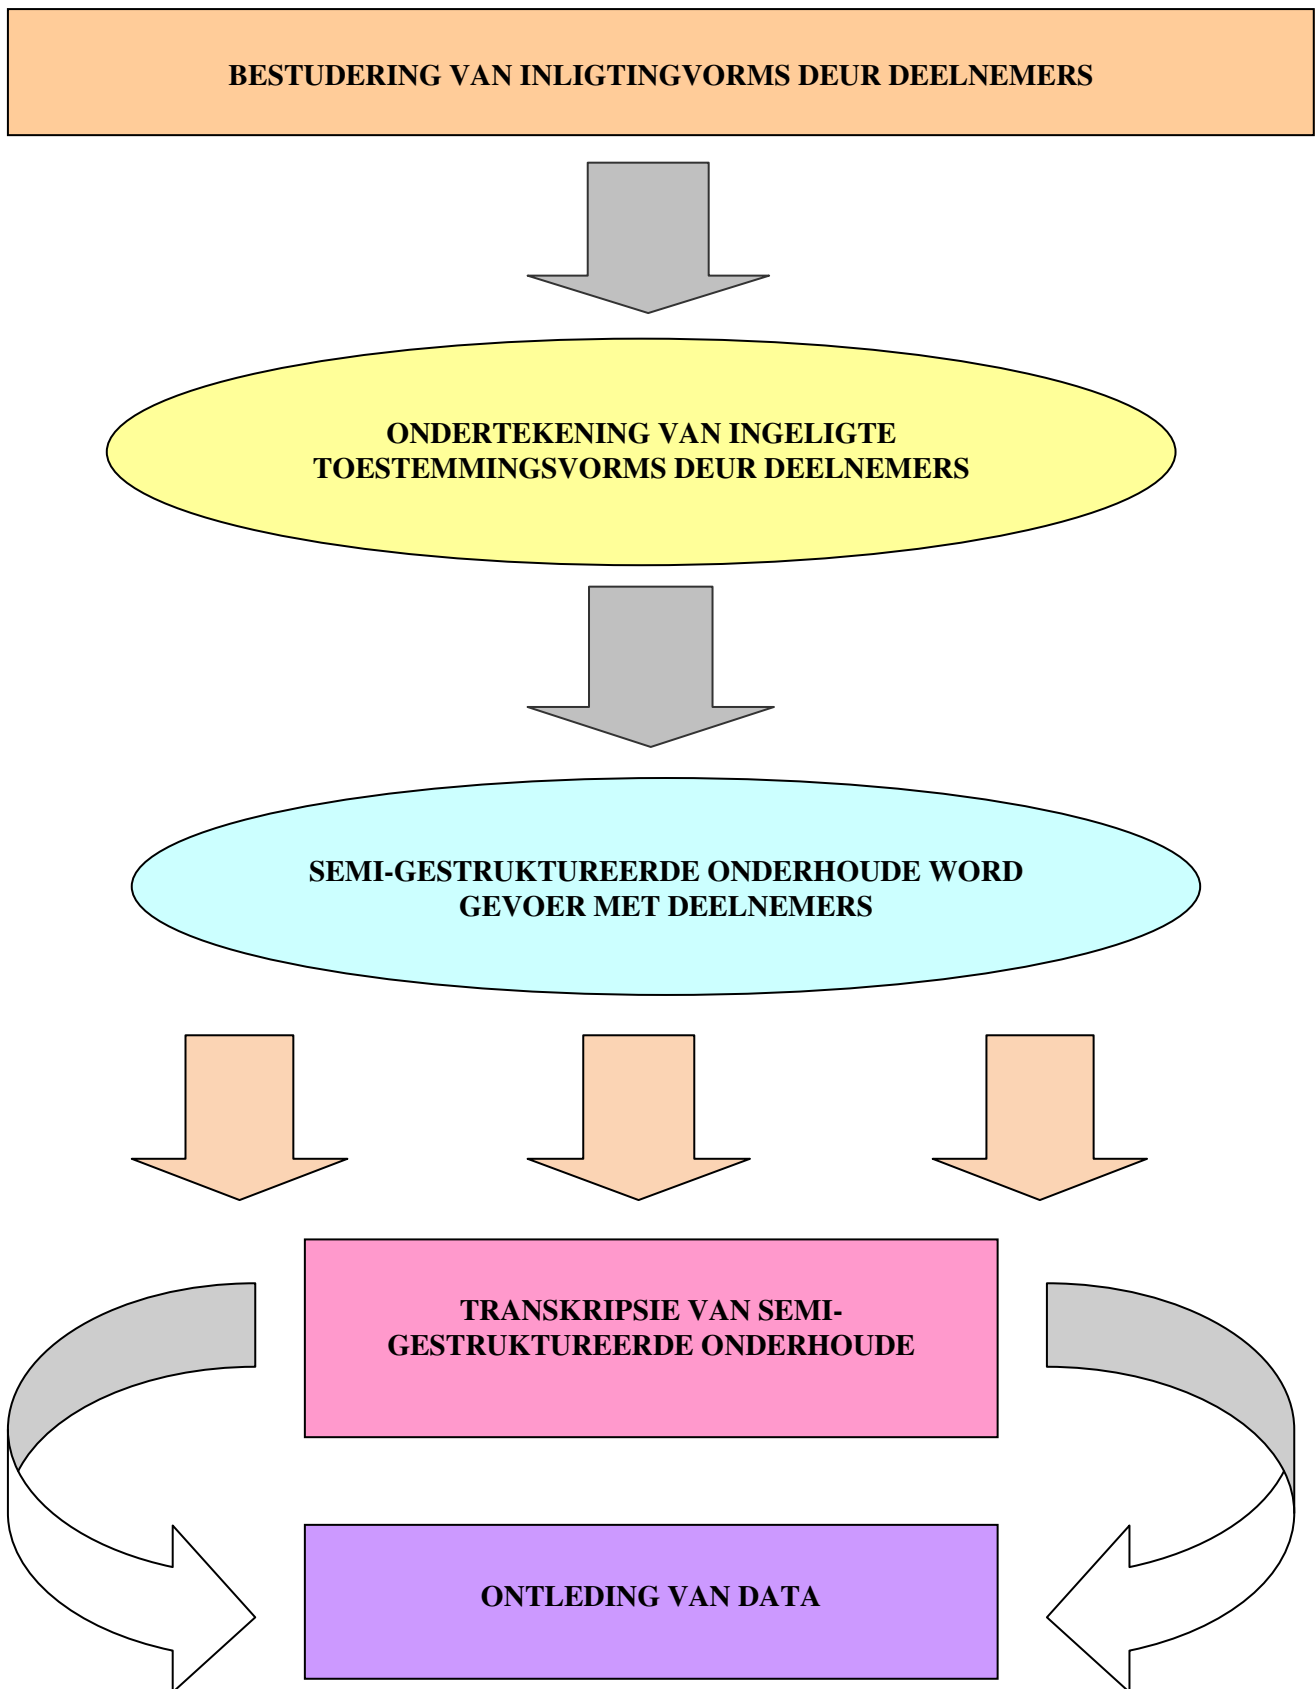 BESTUDERING VAN INLIGTINGVORMS DEUR DEELNEMERS
ONDERTEKENING VAN INGELIGTE
TOESTEMMINGSVORMS DEUR DEELNEMERS
SEMI-GESTRUKTUREERDE ONDERHOUDE WORD
GEVOER MET DEELNEMERS
TRANSKRIPSIE VAN SEMI-
GESTRUKTUREERDE ONDERHOUDE
ONTLEDING VAN DATA